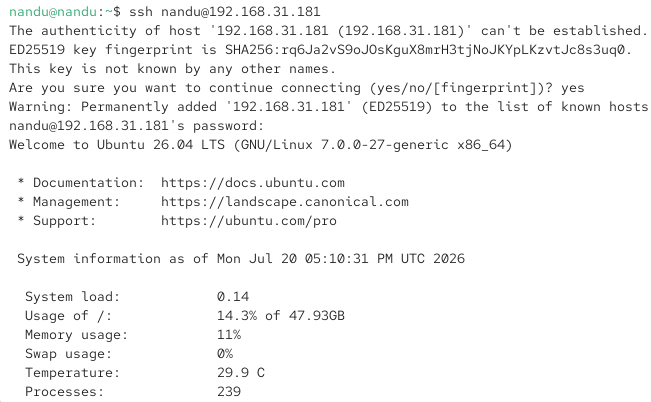 nandu@nandu:~$ ssh nandu@192.168.31.181
The authenticity of host '192.168.31.181 (192.168.31.181)' can't be established.
ED25519 key fingerprint is SHA256:rq6Ja2vS9oJOsKguX8mrH3tjNoJKYpLKzvtJc8s3uq0.
This key is not known by any other names.
Are you sure you want to continue connecting (yes/no/[fingerprint])? yes
Warning: Permanently added '192.168.31.181' (ED25519) to the list of known hosts
nandu@192.168.31.181's password:
Welcome to Ubuntu 26.04 LTS (GNU/Linux 7.0.0-27-generic x86_64)

 * Documentation:  https://docs.ubuntu.com
 * Management:     https://landscape.canonical.com
 * Support:        https://ubuntu.com/pro

 System information as of Mon Jul 20 05:10:31 PM UTC 2026

  System load:            0.14
  Usage of /:             14.3% of 47.93GB
  Memory usage:           11%
  Swap usage:             0%
  Temperature:            29.9 C
  Processes:              239